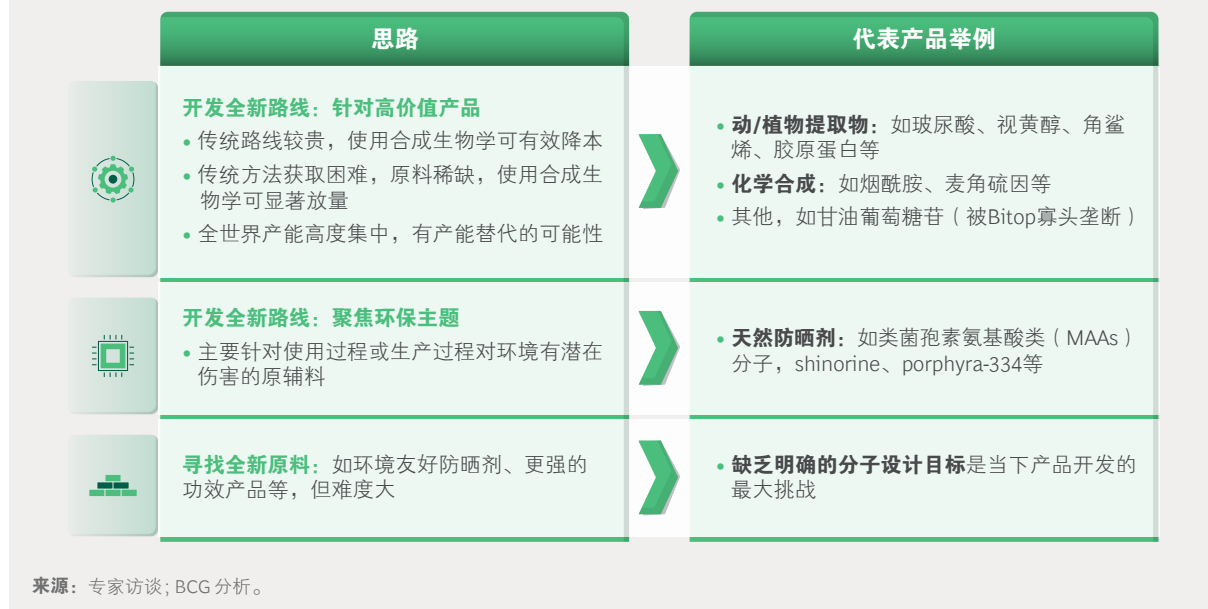 思路
代表产品举例
开发全新路线：针对高价值产品
• 传统路线较贵，使用合成生物学可有效降本
• 传统方法获取困难，原料稀缺，使用合成生
物学可显著放量
• 全世界产能高度集中，有产能替代的可能性
• 动/植物提取物：如玻尿酸、视黄醇、角鲨
烯、胶原蛋白等
• 化学合成：如烟酰胺、麦角硫因等
• 其他，如甘油葡萄糖苷（被Bitop寡头垄断）
开发全新路线：聚焦环保主题
• 主要针对使用过程或生产过程对环境有潜在
伤害的原辅料
• 天然防晒剂：如类菌孢素氨基酸类（MAAs）
分子，shinorine、porphyra-334等
寻找全新原料：如环境友好防晒剂、更强的
功效产品等，但难度大
• 缺乏明确的分子设计目标是当下产品开发的
最大挑战
来源：专家访谈；BCG 分析。